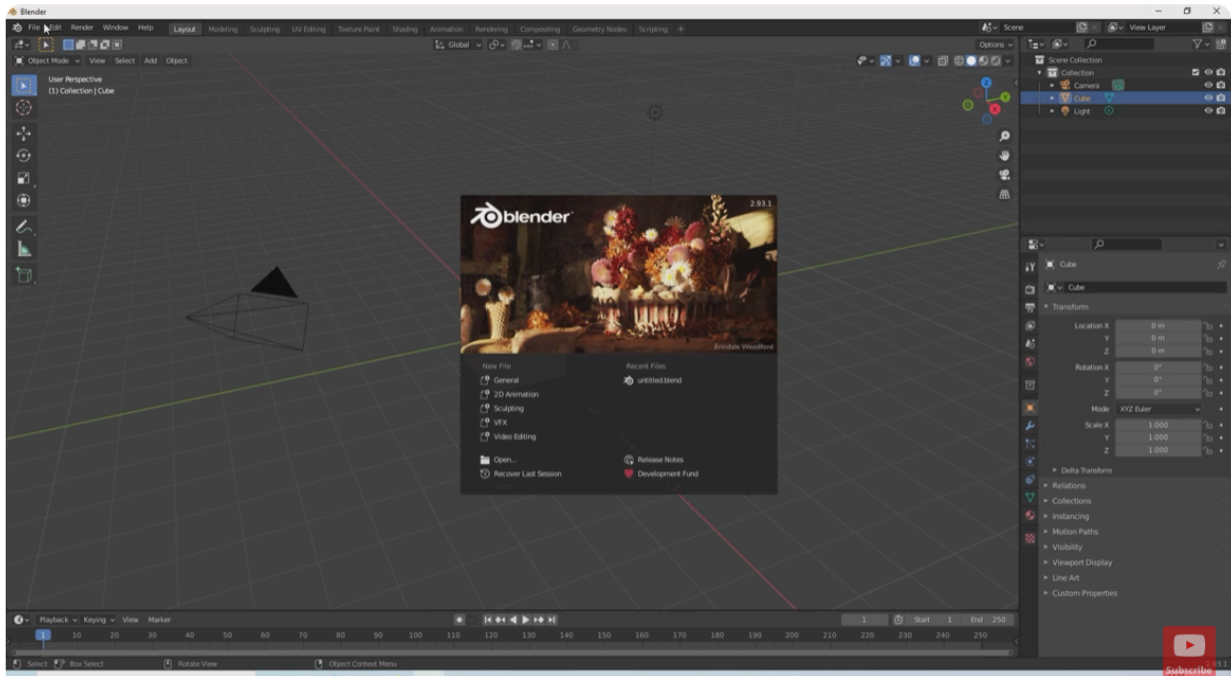 Blender
File Edit Render Window Help Layout Modeling Sculpting UV Editing Texture Paint Shading Animation Rendering Compositing Geometry Nodes Scripting + Scene View Layer
Global Options
Object Mode View Select Add Object
User Perspective
(1) Collection | Cube
Scene Collection
Collection
Camera
Cube
Light
Z
Y
X
blender
2.93.1
Erindale Woodford
New File
General
2D Animation
Sculpting
VFX
Video Editing
Open...
Recover Last Session
Recent Files
untitled.blend
Release Notes
Development Fund
Cube
Cube
Transform
Location X 0 m
Y 0 m
Z 0 m
Rotation X 0°
Y 0°
Z 0°
Mode XYZ Euler
Scale X 1.000
Y 1.000
Z 1.000
Delta Transform
Relations
Collections
Instancing
Motion Paths
Visibility
Viewport Display
Line Art
Custom Properties
Playback Keying View Marker 1 Start 1 End 250
1 10 20 30 40 50 60 70 80 90 100 110 120 130 140 150 160 170 180 190 200 210 220 230 240 250
Select Box Select Rotate View Object Context Menu
Subscribe